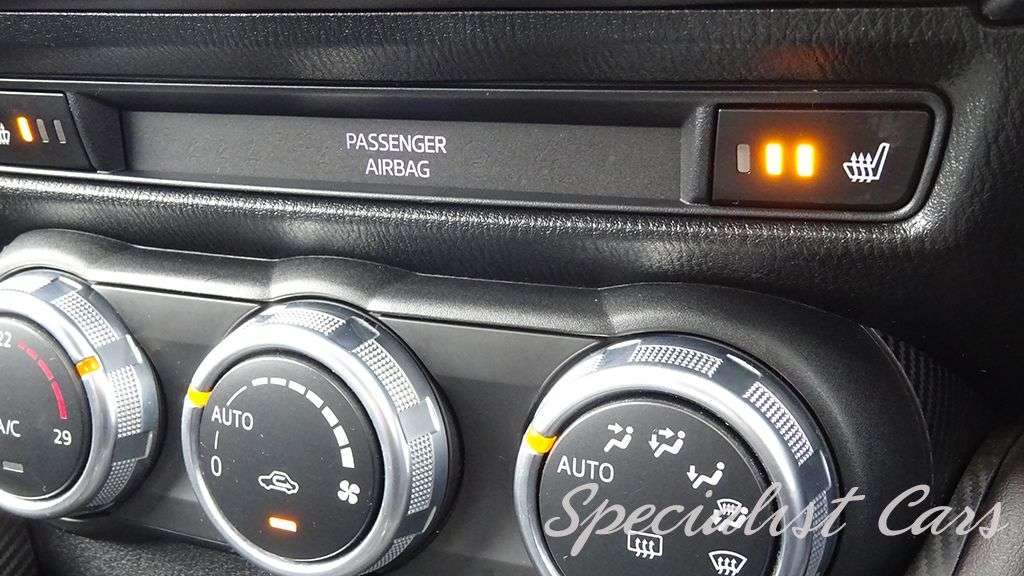 PASSENGER
AIRBAG
22
A/C
29
AUTO
0
AUTO
Specialist Cars